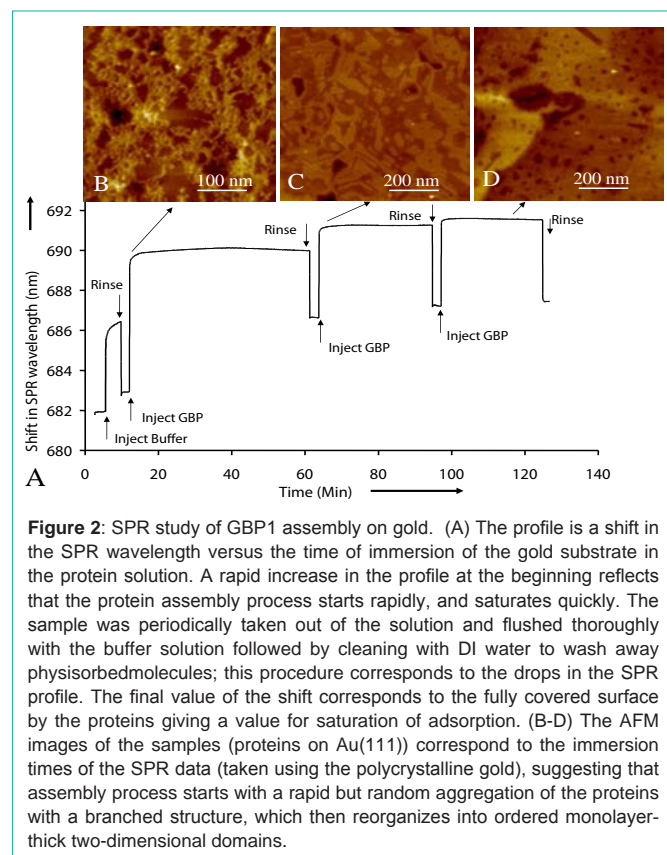 B
100 nm
C
200 nm
D
200 nm
Shift in SPR wavelength (nm)
692
690
688
686
684
682
680
Rinse
Rinse
Rinse
Rinse
Inject GBP
Inject GBP
Inject GBP
Inject Buffer
A
0
20
40
60
80
100
120
140
Time (Min)
Figure 2: SPR study of GBP1 assembly on gold. (A) The profile is a shift in
the SPR wavelength versus the time of immersion of the gold substrate in
the protein solution. A rapid increase in the profile at the beginning reflects
that the protein assembly process starts rapidly, and saturates quickly. The
sample was periodically taken out of the solution and flushed thoroughly
with the buffer solution followed by cleaning with DI water to wash away
physisorbedmolecules; this procedure corresponds to the drops in the SPR
profile. The final value of the shift corresponds to the fully covered surface
by the proteins giving a value for saturation of adsorption. (B-D) The AFM
images of the samples (proteins on Au(111)) correspond to the immersion
times of the SPR data (taken using the polycrystalline gold), suggesting that
assembly process starts with a rapid but random aggregation of the proteins
with a branched structure, which then reorganizes into ordered monolayer-
thick two-dimensional domains.